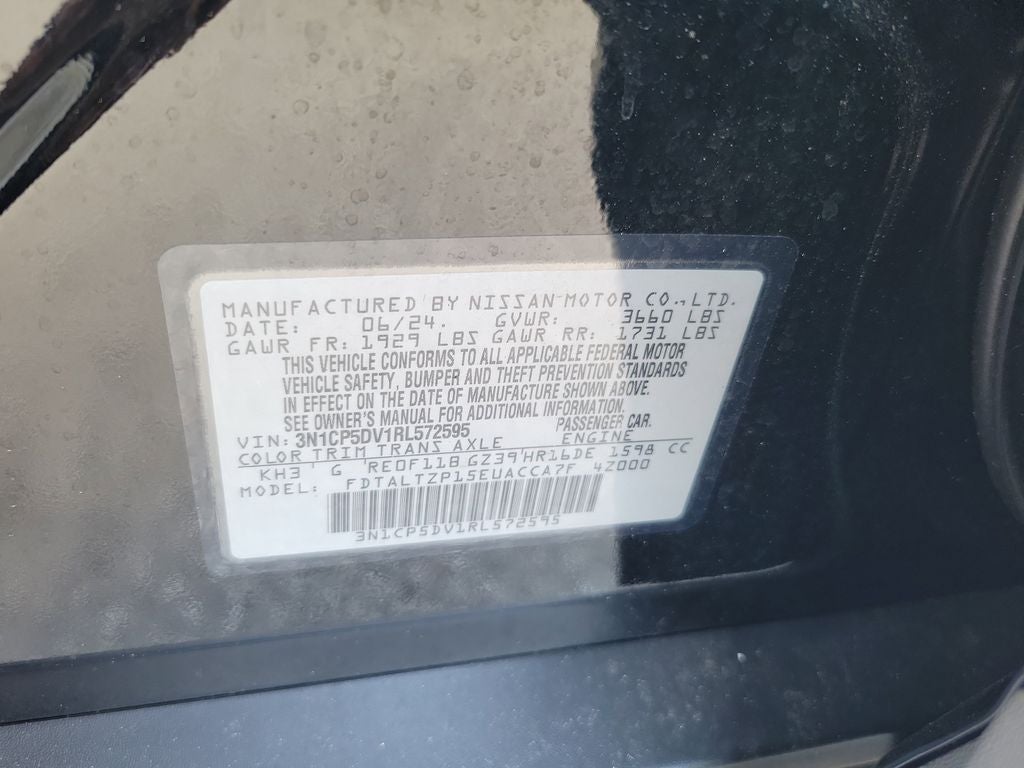 MANUFACTURED BY NISSAN MOTOR CO., LTD.
DATE: 06/24. GVWR: 3660 LBS
GAWR FR: 1929 LBS GAWR RR: 1731 LBS
THIS VEHICLE CONFORMS TO ALL APPLICABLE FEDERAL MOTOR
VEHICLE SAFETY, BUMPER AND THEFT PREVENTION STANDARDS
IN EFFECT ON THE DATE OF MANUFACTURE SHOWN ABOVE.
SEE OWNER'S MANUAL FOR ADDITIONAL INFORMATION.
VIN: 3N1CP5DV1RL572595 PASSENGER CAR.
COLOR TRIM TRANS AXLE ENGINE
KH3 G RE0F11B GZ39 HR16DE 1598 CC
MODEL: FDTALTZP15EUACCA7F 4Z000
3N1CP5DV1RL572595